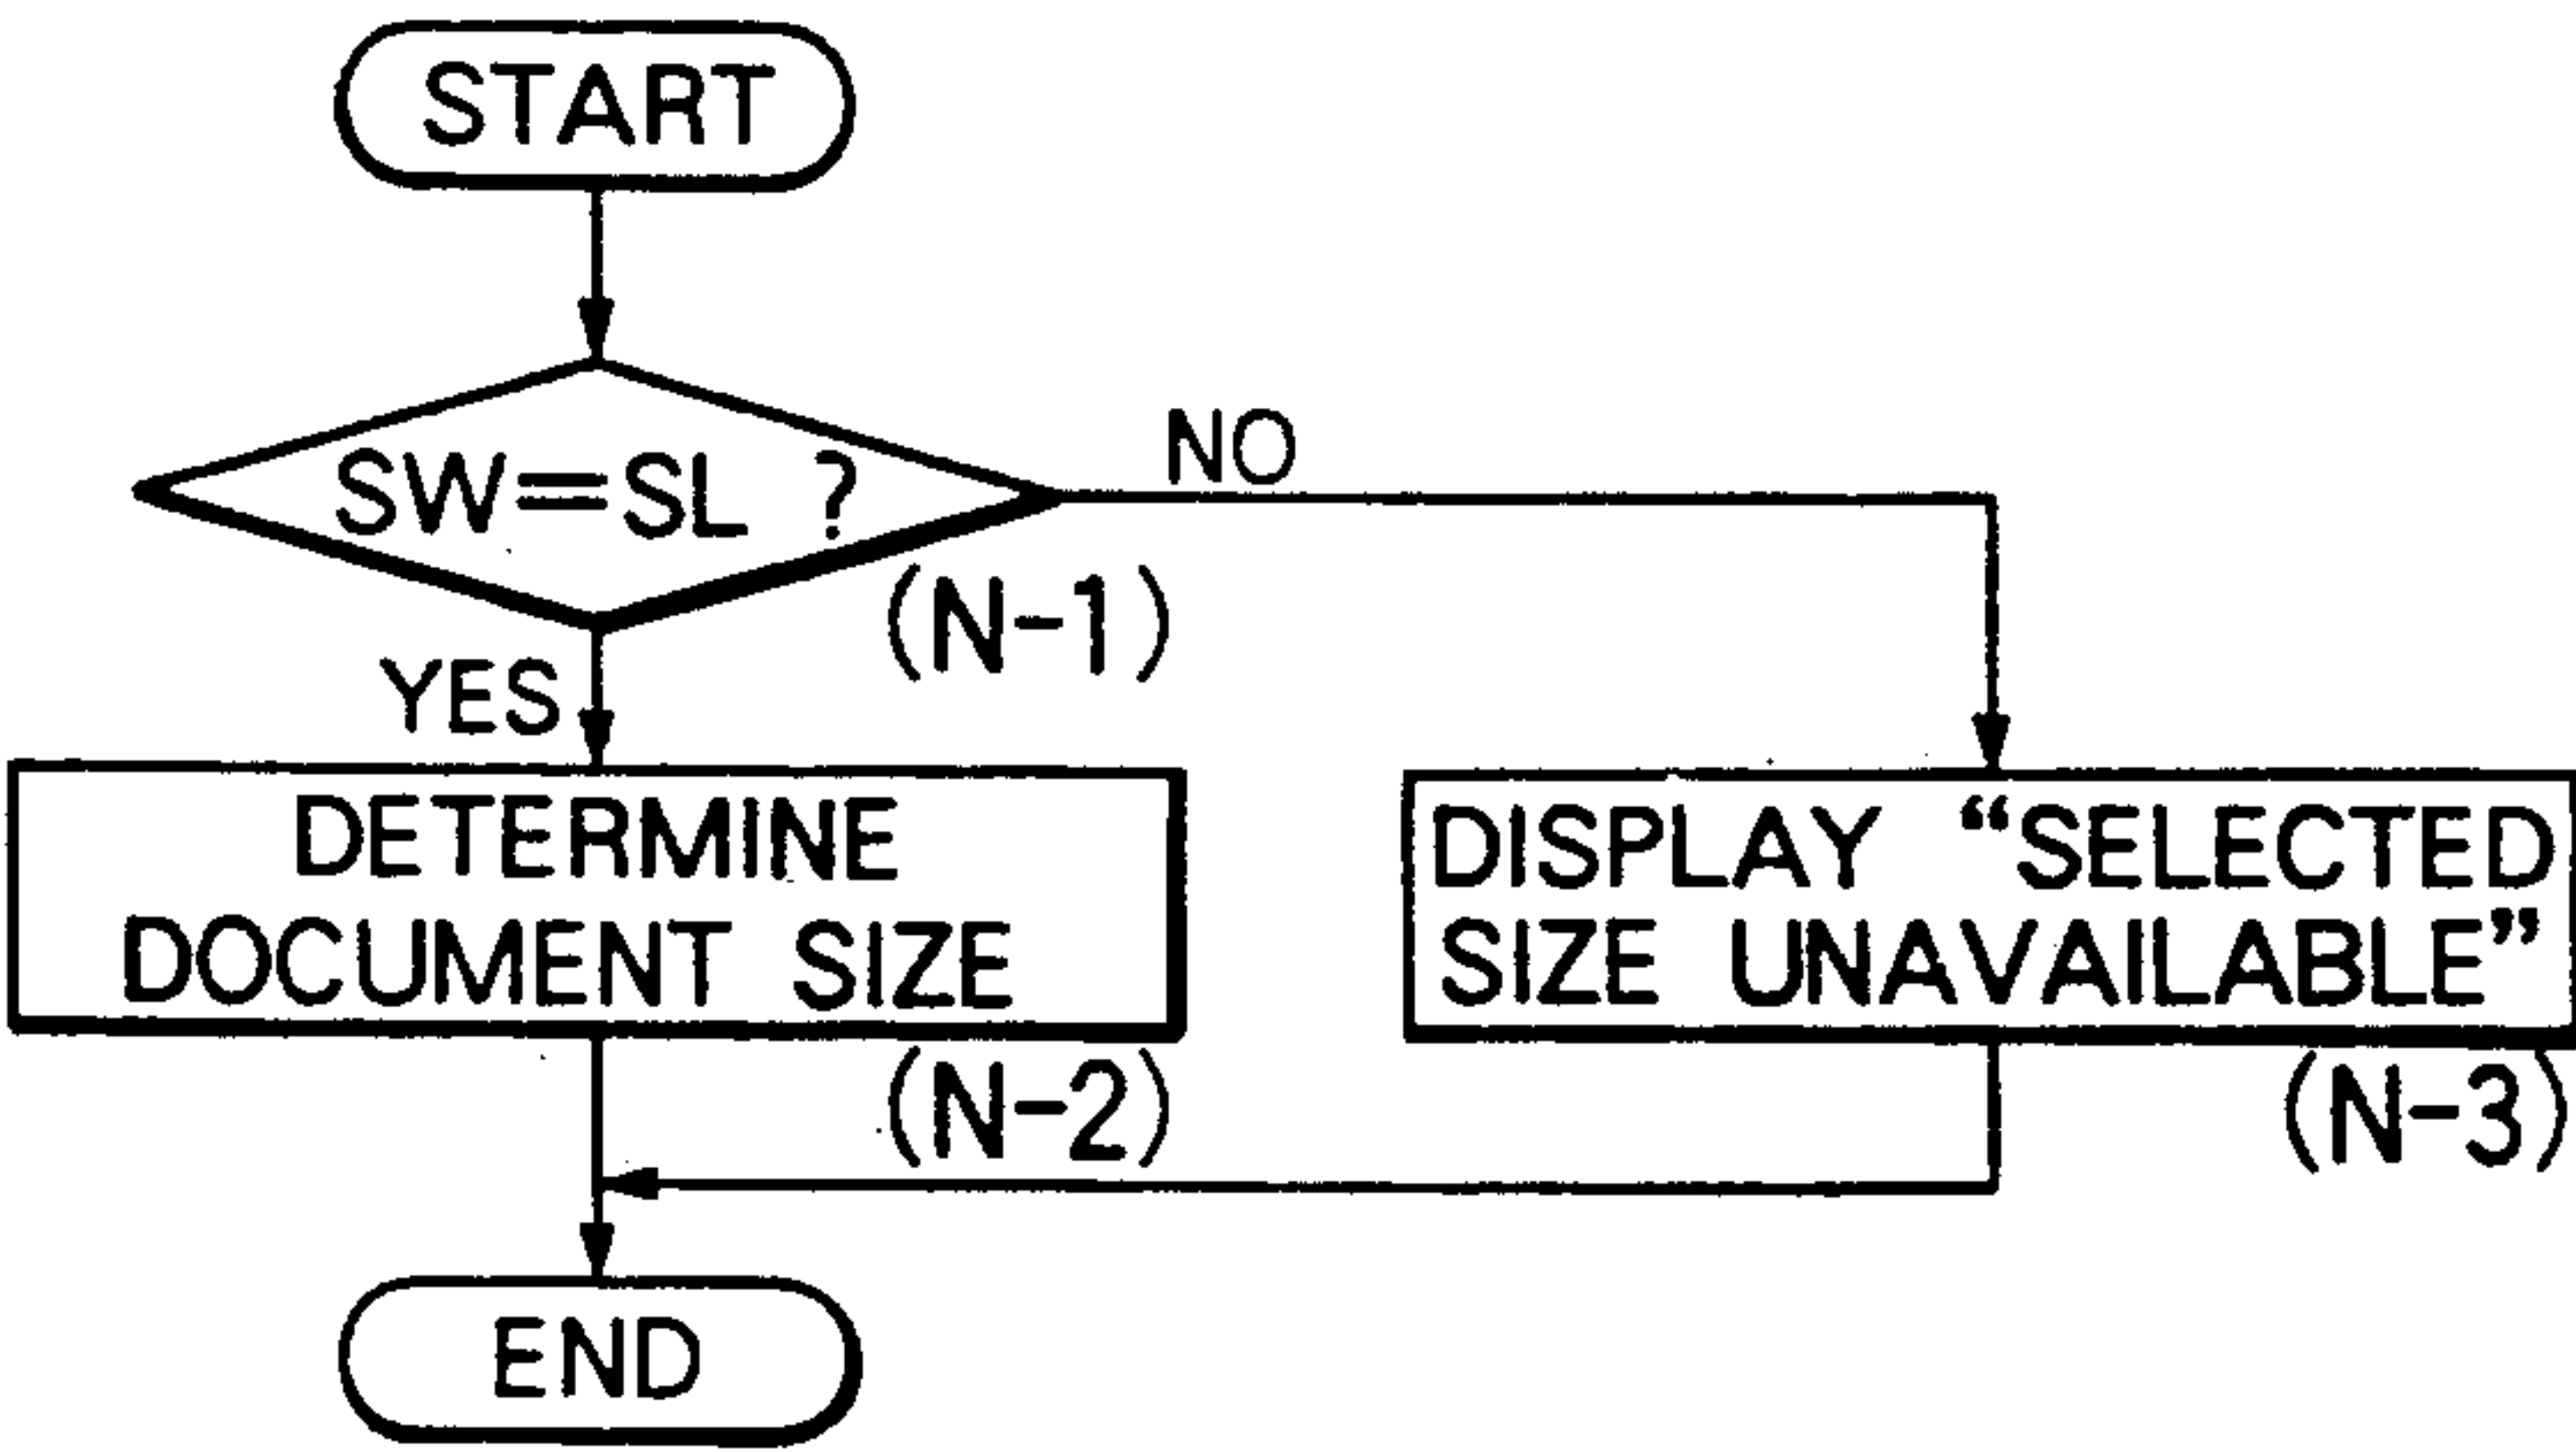 START
SW=SL ?
NO
(N-1)
YES
DETERMINE
DOCUMENT SIZE
(N-2)
DISPLAY “SELECTED
SIZE UNAVAILABLE”
(N-3)
END